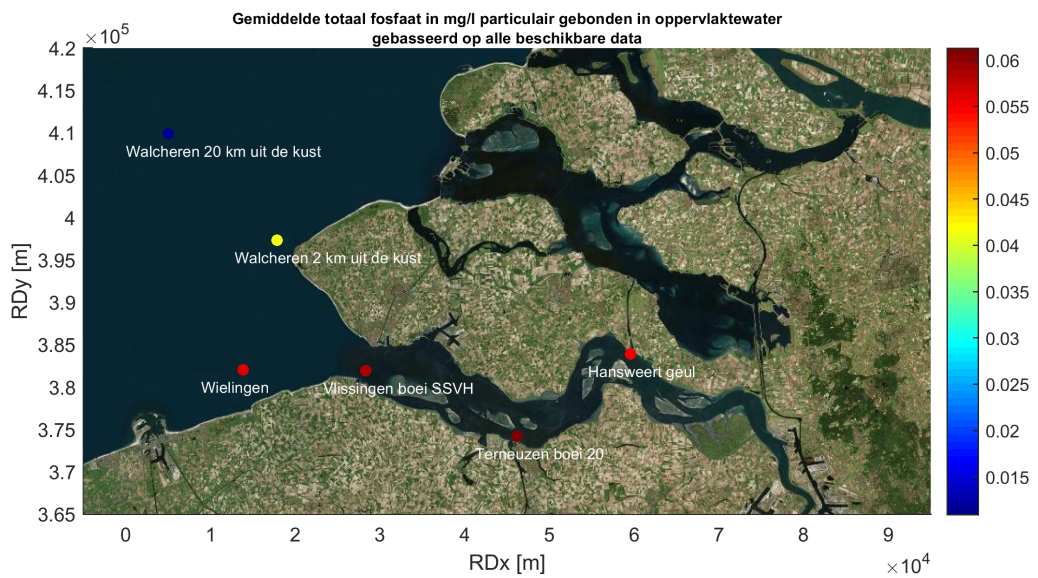 Gemiddelde totaal fosfaat in mg/l particulair gebonden in oppervlaktewater
gebasseerd op alle beschikbare data
×10⁵
4.2
4.15
4.1
4.05
4
3.95
3.9
3.85
3.8
3.75
3.7
3.65
RDy [m]
Walcheren 20 km uit de kust
Walcheren 2 km uit de kust
Wielingen
Vlissingen boei SSVH
Hansweert geul
Terneuzen boei 20
0 1 2 3 4 5 6 7 8 9
RDx [m]
×10⁴
0.06
0.055
0.05
0.045
0.04
0.035
0.03
0.025
0.02
0.015